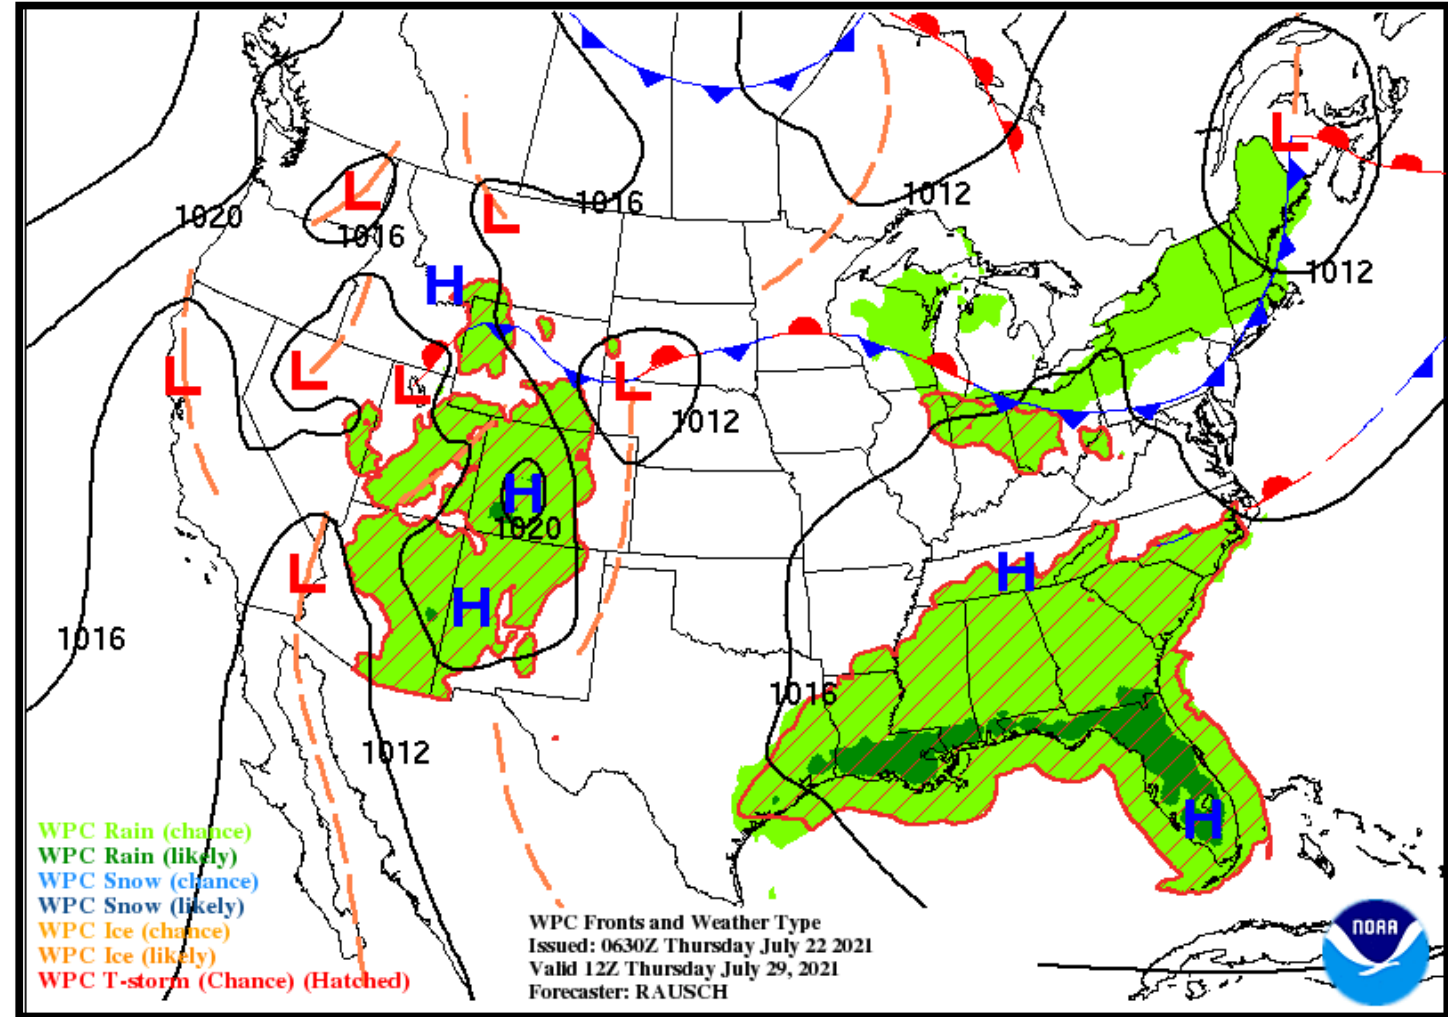 L
1020
L
1016
L
1016
1012
L
1012
H
L
L
L
L
1012
H
1020
H
L
H
1016
1016
1012
H
WPC Rain (chance)
WPC Rain (likely)
WPC Snow (chance)
WPC Snow (likely)
WPC Ice (chance)
WPC Ice (likely)
WPC T-storm (Chance) (Hatched)
WPC Fronts and Weather Type
Issued: 0630Z Thursday July 22 2021
Valid 12Z Thursday July 29, 2021
Forecaster: RAUSCH
NOAA